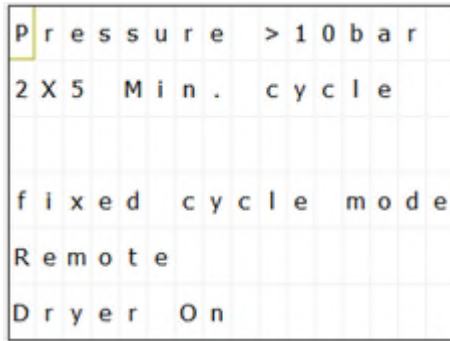 Pressure >10bar
2X5 Min. cycle
fixed cycle mode
Remote
Dryer On